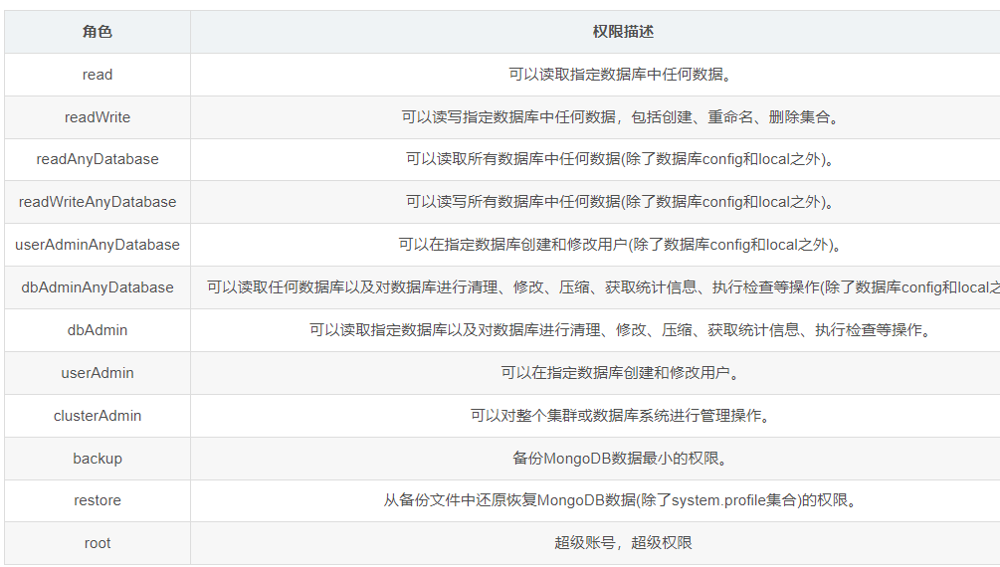 角色 权限描述
read 可以读取指定数据库中任何数据。
readWrite 可以读写指定数据库中任何数据，包括创建、重命名、删除集合。
readAnyDatabase 可以读取所有数据库中任何数据(除了数据库config和local之外)。
readWriteAnyDatabase 可以读写所有数据库中任何数据(除了数据库config和local之外)。
userAdminAnyDatabase 可以在指定数据库创建和修改用户(除了数据库config和local之外)。
dbAdminAnyDatabase 可以读取任何数据库以及对数据库进行清理、修改、压缩、获取统计信息、执行检查等操作(除了数据库config和local之
dbAdmin 可以读取指定数据库以及对数据库进行清理、修改、压缩、获取统计信息、执行检查等操作。
userAdmin 可以在指定数据库创建和修改用户。
clusterAdmin 可以对整个集群或数据库系统进行管理操作。
backup 备份MongoDB数据最小的权限。
restore 从备份文件中还原恢复MongoDB数据(除了system.profile集合)的权限。
root 超级账号，超级权限